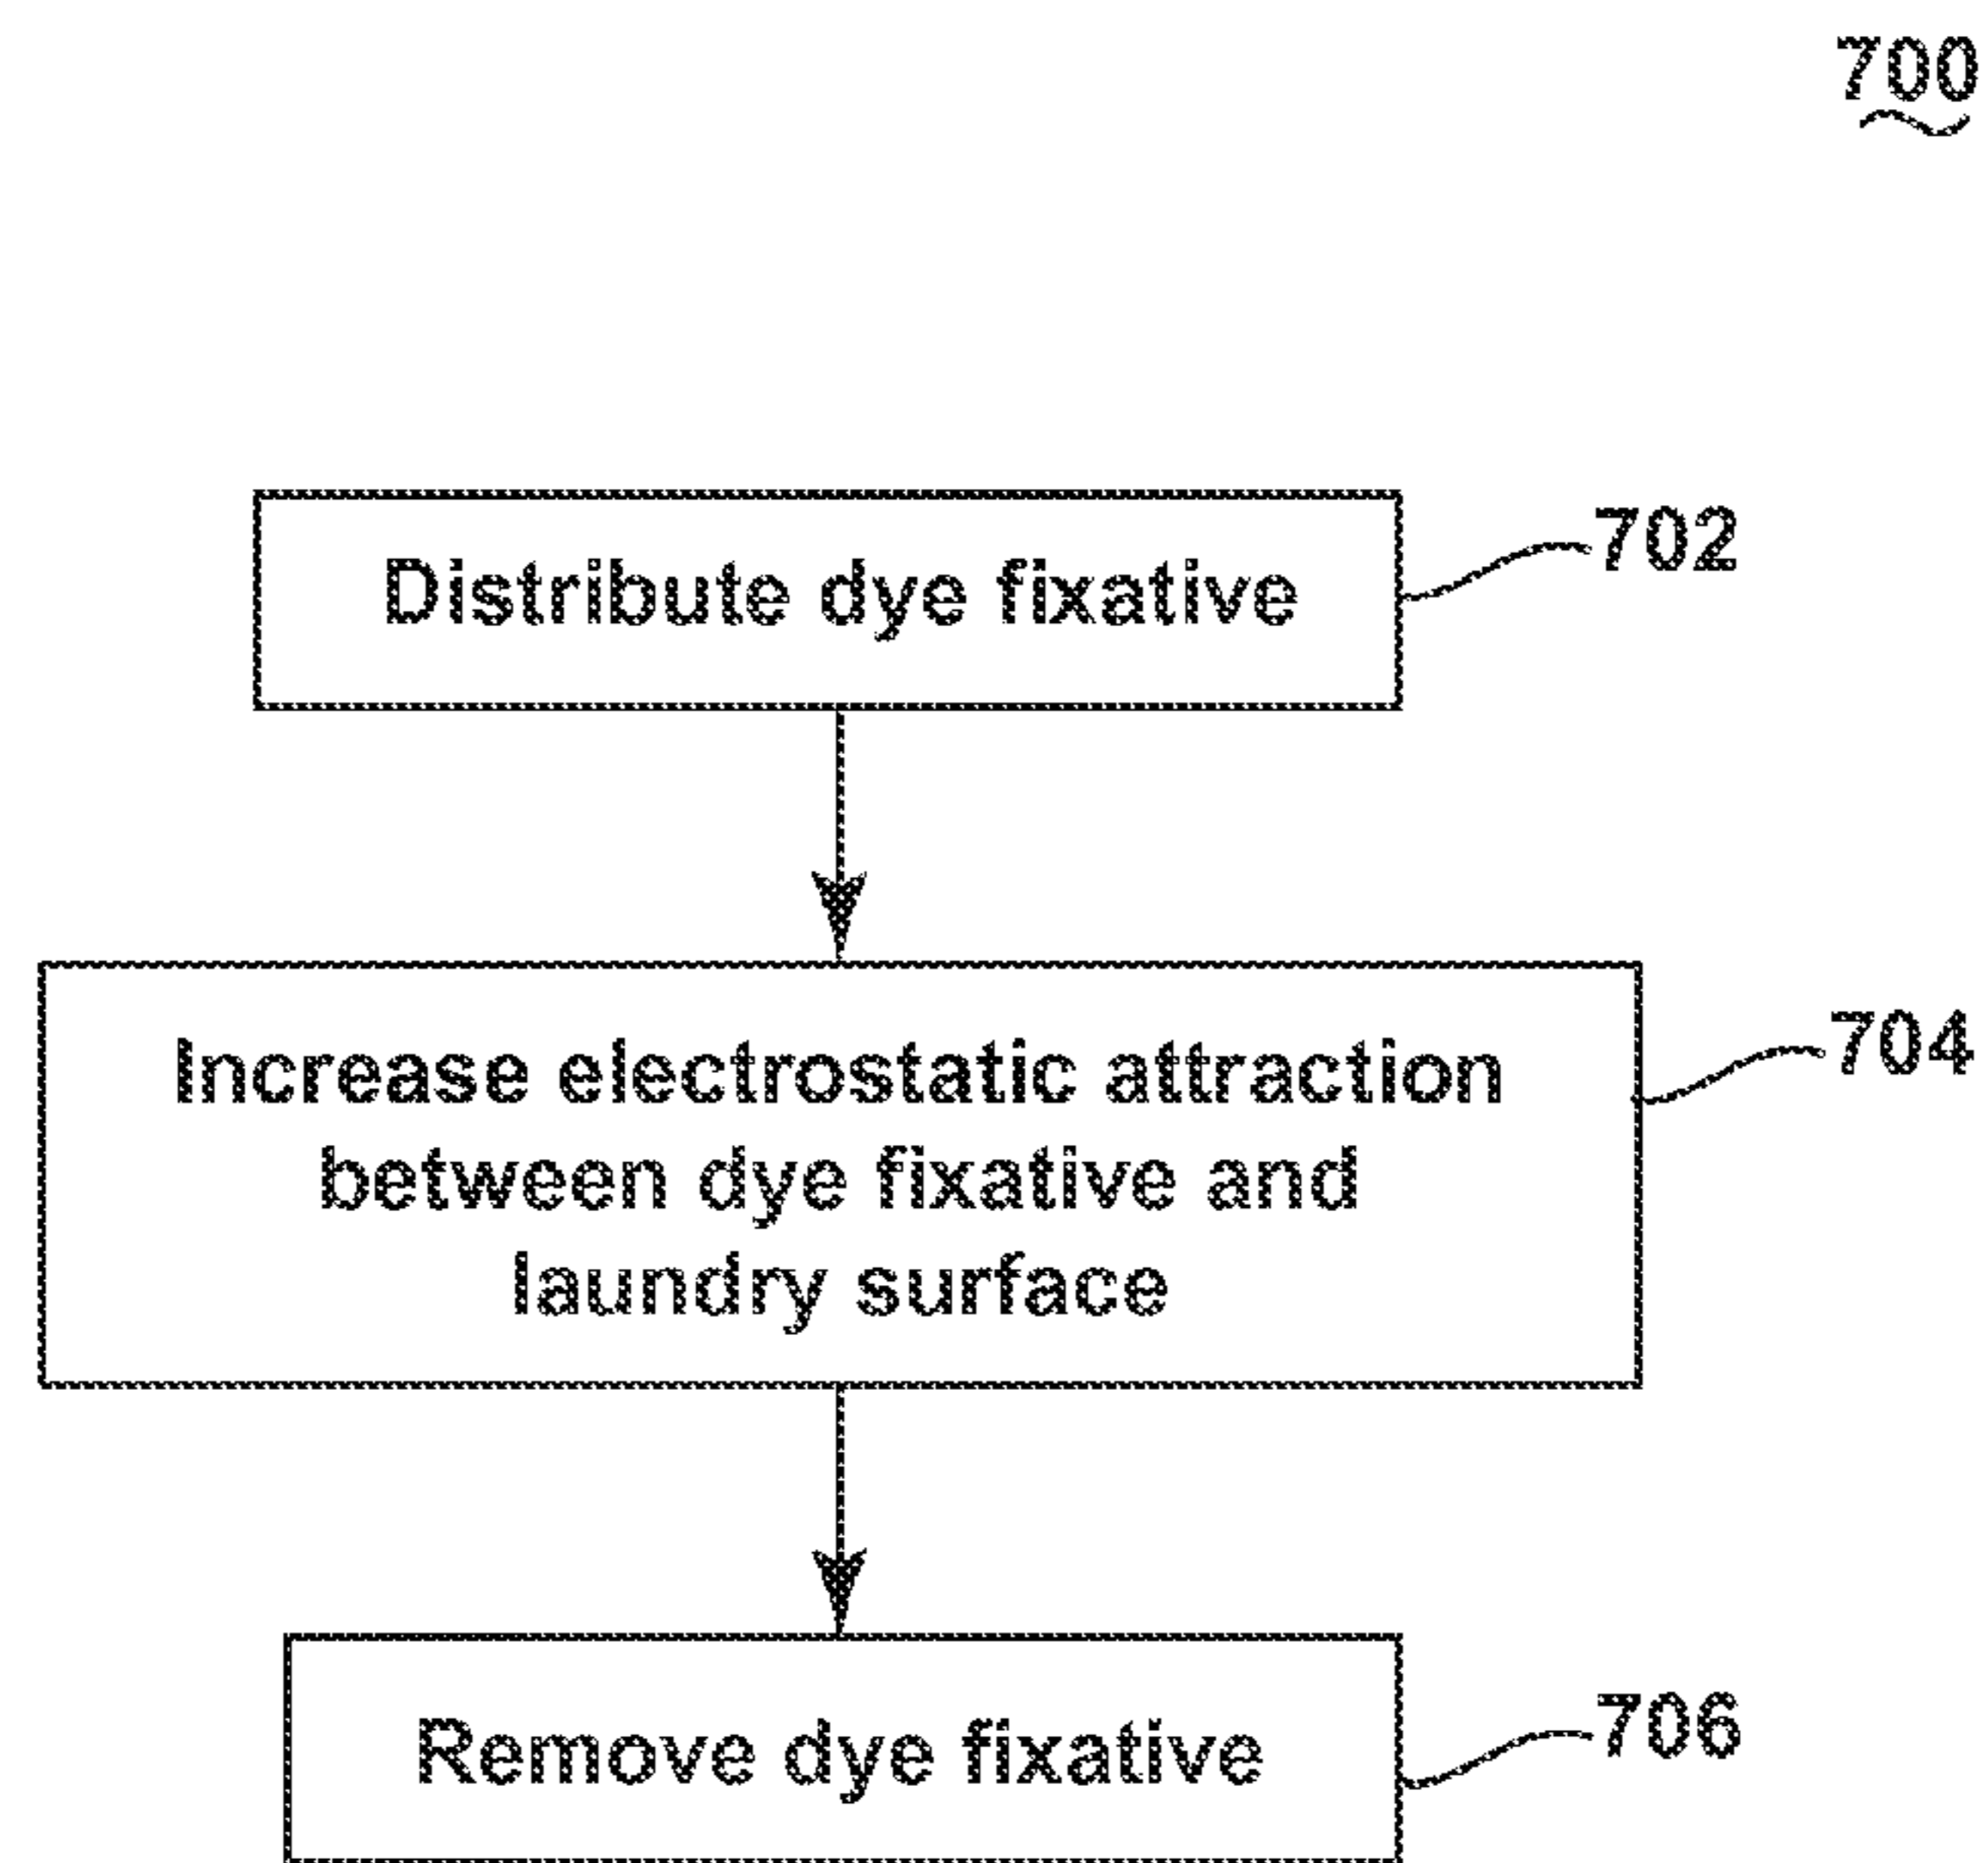 700
Distribute dye fixative
702
Increase electrostatic attraction
between dye fixative and
laundry surface
704
Remove dye fixative
706